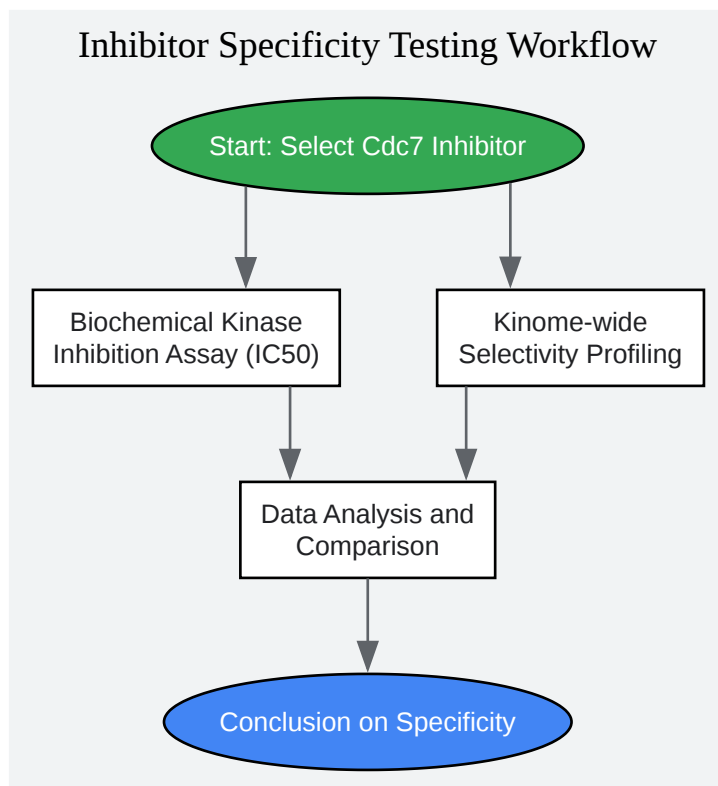 Inhibitor Specificity Testing Workflow
Start: Select Cdc7 Inhibitor
Biochemical Kinase
Inhibition Assay (IC50)
Kinome-wide
Selectivity Profiling
Data Analysis and
Comparison
Conclusion on Specificity